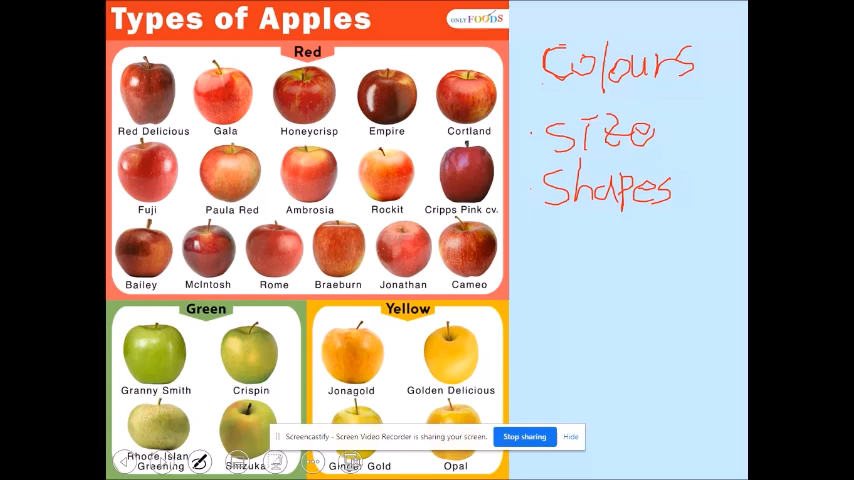 Types of Apples
ONLY FOODS
Red
Red Delicious
Gala
Honeycrisp
Empire
Cortland
Fuji
Paula Red
Ambrosia
Rockit
Cripps Pink cv.
Bailey
McIntosh
Rome
Braeburn
Jonathan
Cameo
Green
Granny Smith
Crispin
Rhode Islan
Greening
Shizuka
Yellow
Jonagold
Golden Delicious
Gold
Opal
Screencastify - Screen Video Recorder is sharing your screen.
Stop sharing
Hide
Colours
Size
Shapes